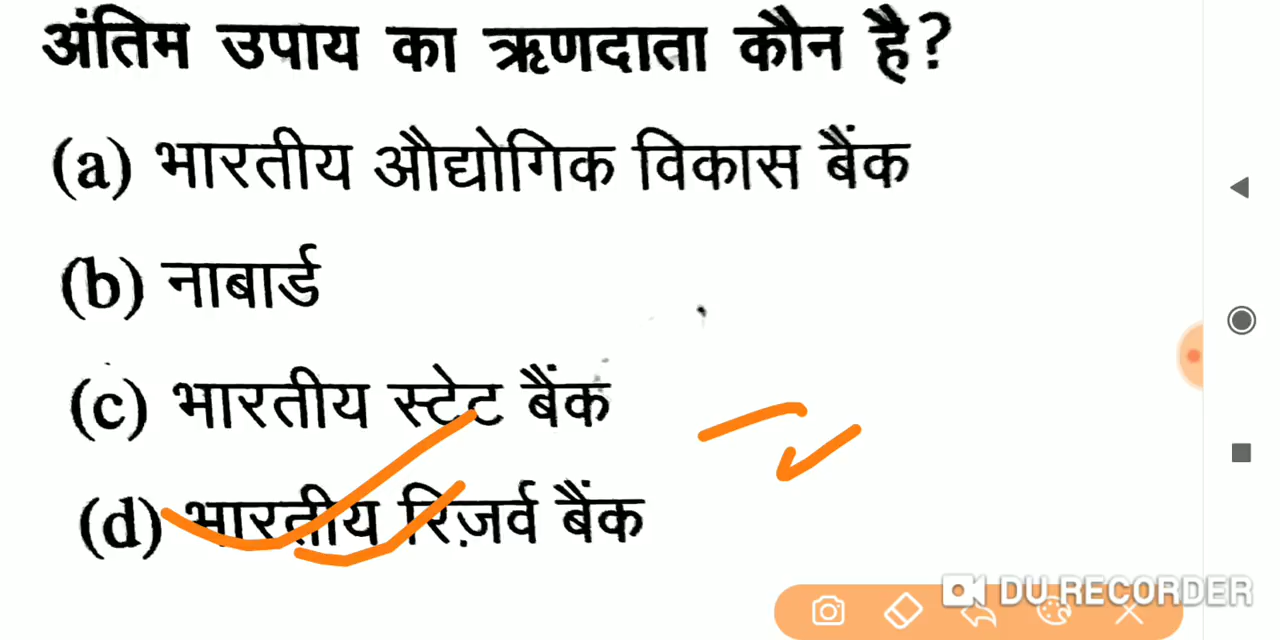 अंतिम उपाय का ऋणदाता कौन है?
(a) भारतीय औद्योगिक विकास बैंक
(b) नाबार्ड
(c) भारतीय स्टेट बैंक
(d) भारतीय रिज़र्व बैंक
DU RECORDER